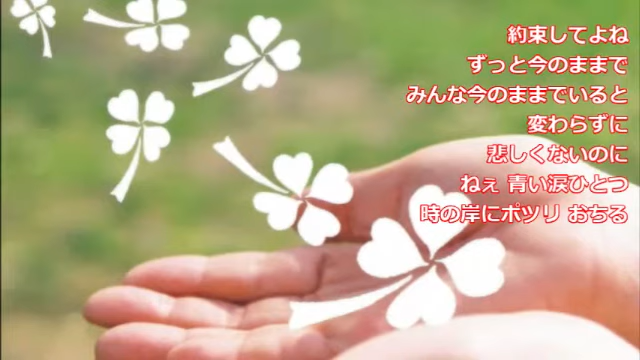 約束してよね
ずっと今のままで
みんな今のままでいると
変わらずに
悲しくないのに
ねぇ 青い涙ひとつ
時の岸にポツリ おちる